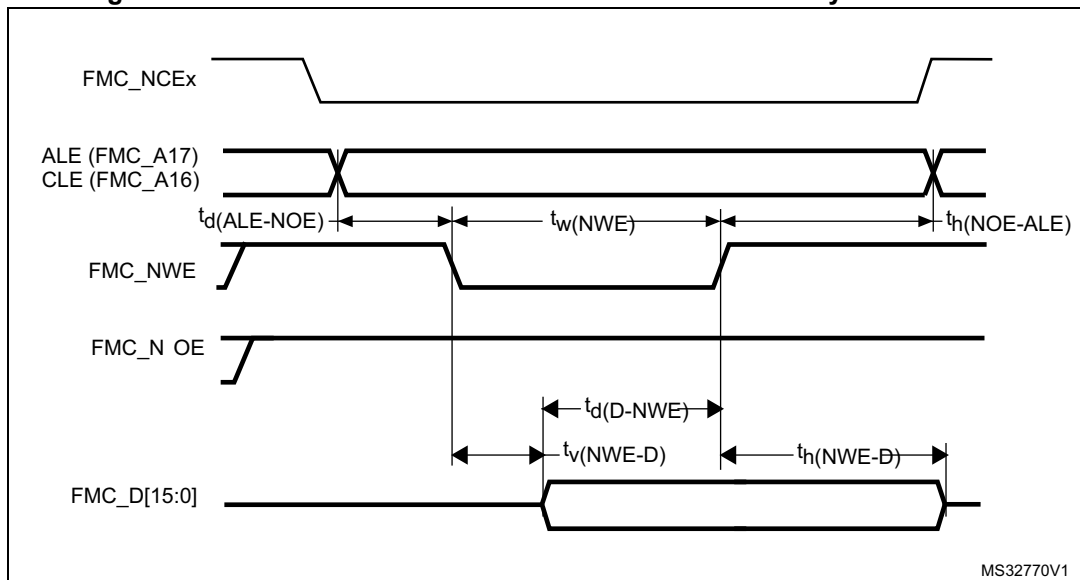 FMC_NCEx
ALE (FMC_A17)
CLE (FMC_A16)
td(ALE-NOE) tw(NWE) th(NOE-ALE)
FMC_NWE
FMC_N OE
td(D-NWE)
tv(NWE-D) th(NWE-D)
FMC_D[15:0]
MS32770V1